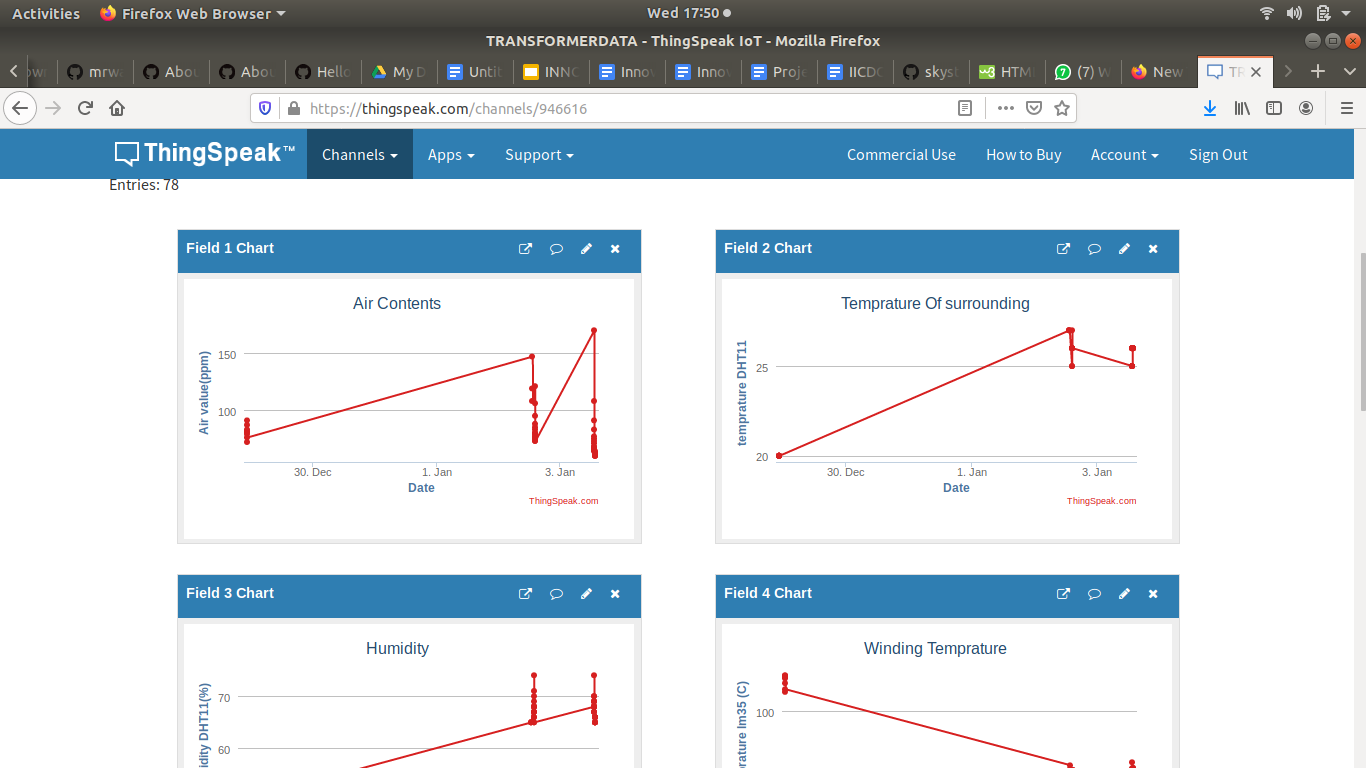 Activities Firefox Web Browser Wed 17:50
TRANSFORMERDATA - ThingSpeak IoT - Mozilla Firefox
mrwa Abou Abou Hello My D Untit INNO Innov Innov Proje IICDC skyst HTM (7) W New
https://thingspeak.com/channels/946616
ThingSpeak™ Channels Apps Support Commercial Use How to Buy Account Sign Out
Entries: 78
Field 1 Chart
Air Contents
Air value(ppm)
150
100
30. Dec 1. Jan 3. Jan
Date
ThingSpeak.com
Field 2 Chart
Temprature Of surrounding
temprature DHT11
25
20
30. Dec 1. Jan 3. Jan
Date
ThingSpeak.com
Field 3 Chart
Humidity
idity DHT11(%)
70
60
Field 4 Chart
Winding Temprature
rature lm35 (C)
100